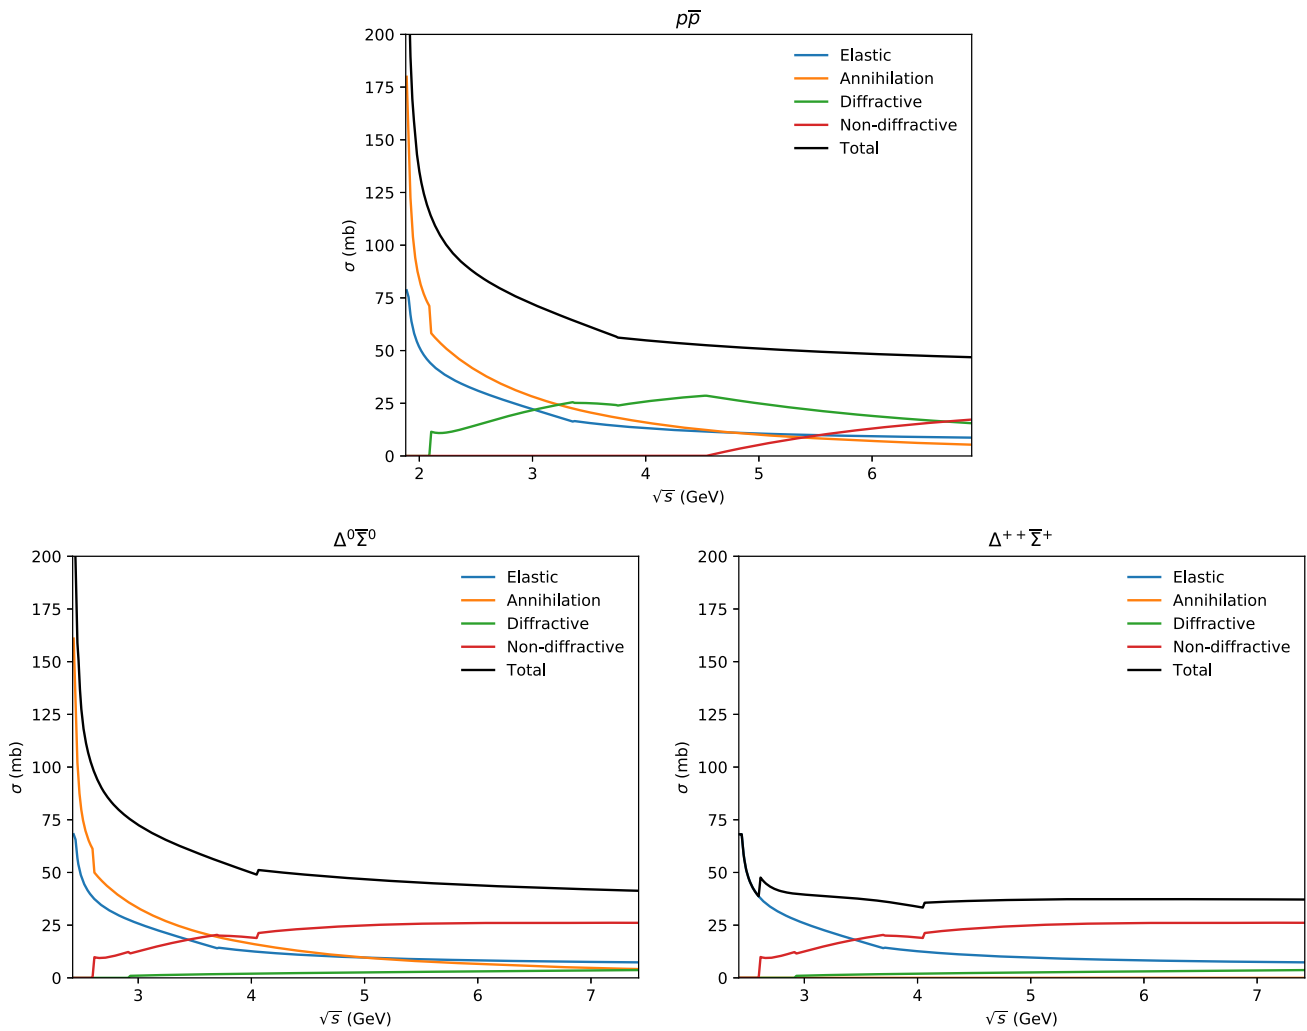 p\overline{p}
200
175
150
125
100
75
50
25
0
σ (mb)
Elastic
Annihilation
Diffractive
Non-diffractive
Total
2 3 4 5 6
√s (GeV)
Δ⁰Σ̅⁰
200
175
150
125
100
75
50
25
0
σ (mb)
Elastic
Annihilation
Diffractive
Non-diffractive
Total
3 4 5 6 7
√s (GeV)
Δ⁺⁺Σ̅⁺
200
175
150
125
100
75
50
25
0
σ (mb)
Elastic
Annihilation
Diffractive
Non-diffractive
Total
3 4 5 6 7
√s (GeV)